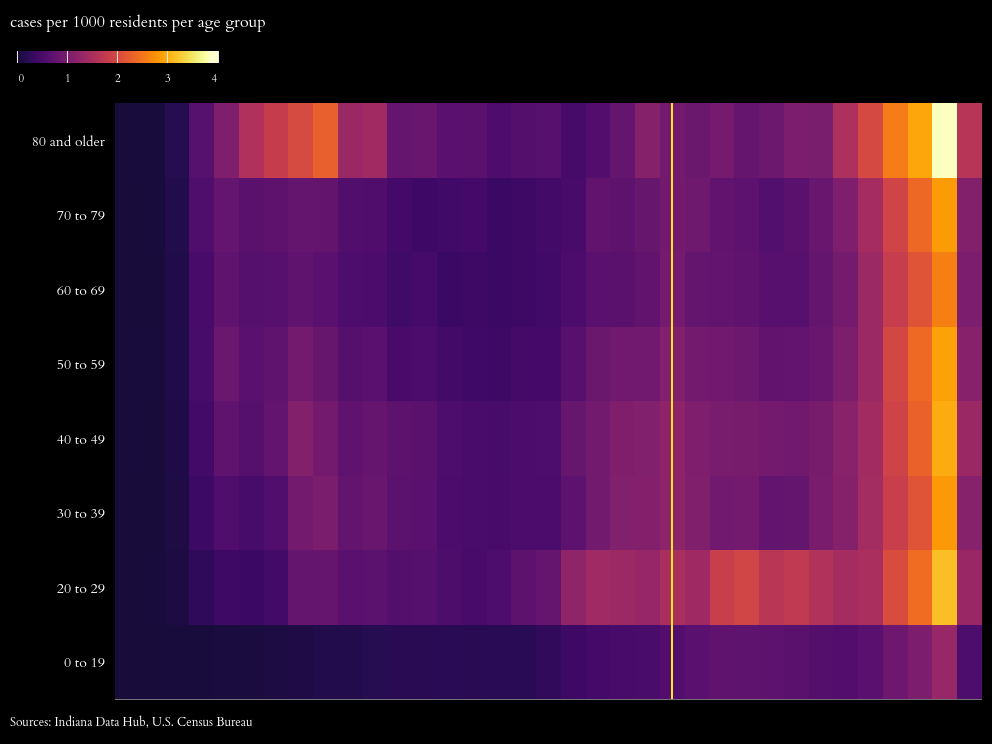 cases per 1000 residents per age group
0 1 2 3 4
80 and older
70 to 79
60 to 69
50 to 59
40 to 49
30 to 39
20 to 29
0 to 19
Sources: Indiana Data Hub, U.S. Census Bureau